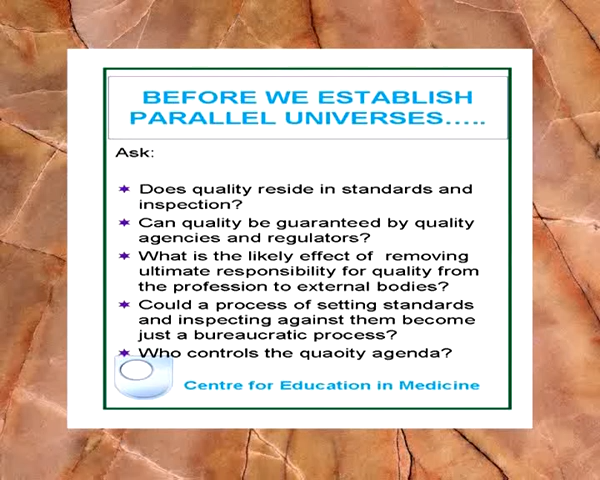 BEFORE WE ESTABLISH
PARALLEL UNIVERSES.....
Ask:
Does quality reside in standards and
inspection?
Can quality be guaranteed by quality
agencies and regulators?
What is the likely effect of removing
ultimate responsibility for quality from
the profession to external bodies?
Could a process of setting standards
and inspecting against them become
just a bureaucratic process?
Who controls the quaoity agenda?
Centre for Education in Medicine